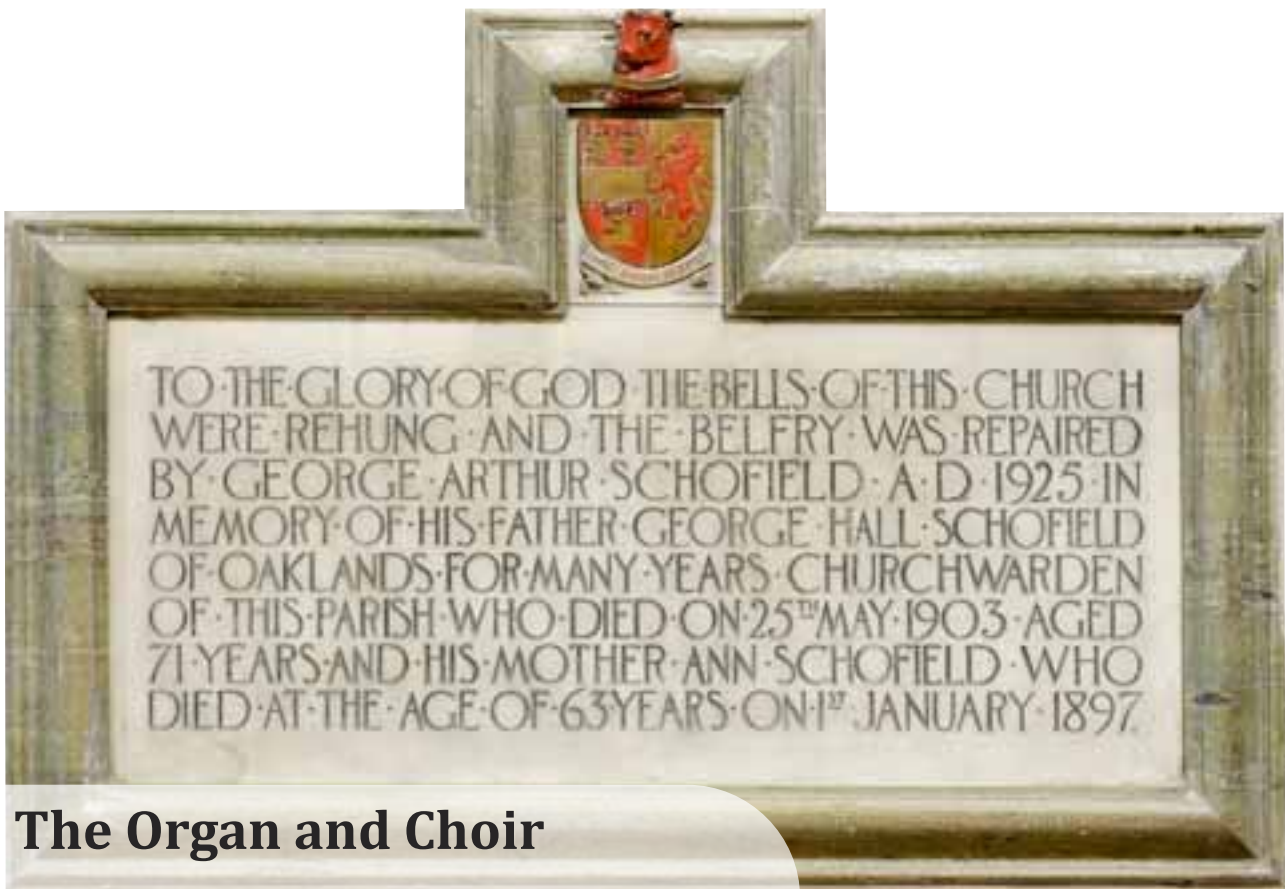 TO·THE·GLORY·OF·GOD·THE·BELLS·OF·THIS·CHURCH
WERE·REHUNG·AND·THE·BELFRY·WAS·REPAIRED
BY·GEORGE·ARTHUR·SCHOFIELD·A·D·1925·IN
MEMORY·OF·HIS·FATHER·GEORGE·HALL·SCHOFIELD
OF·OAKLANDS·FOR·MANY·YEARS·CHURCHWARDEN
OF·THIS·PARISH·WHO·DIED·ON·25TH MAY·1903·AGED
71·YEARS·AND·HIS·MOTHER·ANN·SCHOFIELD·WHO
DIED·AT·THE·AGE·OF·63 YEARS·ON·1ST JANUARY·1897.
The Organ and Choir